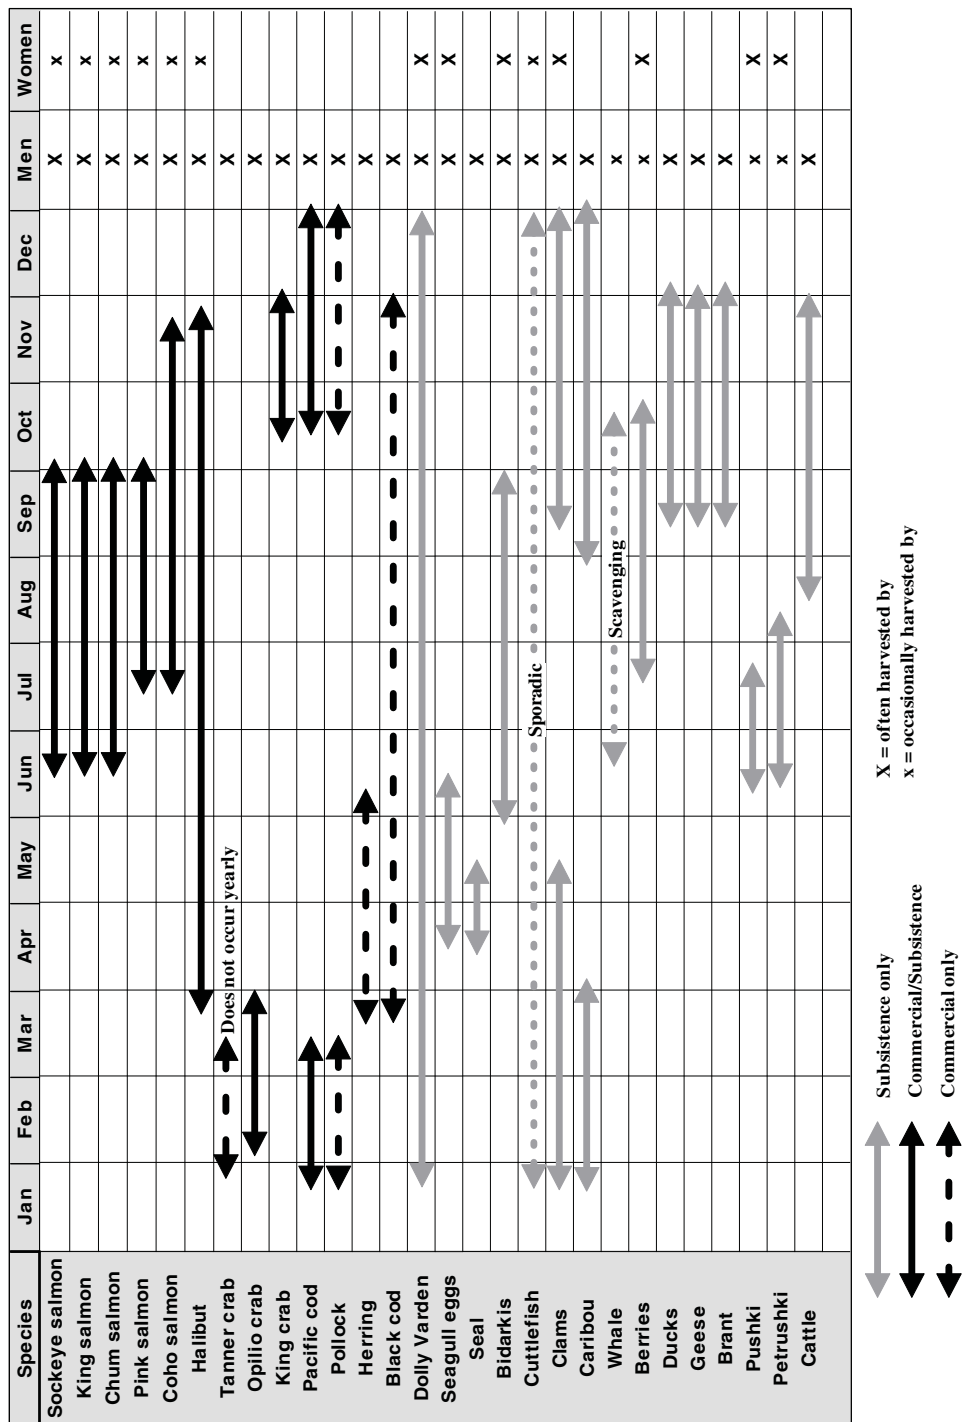 Species Jan Feb Mar Apr May Jun Jul Aug Sep Oct Nov Dec Men Women
Sockeye salmon X x
King salmon X x
Chum salmon X x
Pink salmon X x
Coho salmon X x
Halibut X x
Tanner crab Does not occur yearly X
Opilio crab X
King crab X
Pacific cod X
Pollock X
Herring X
Black cod X
Dolly Varden X X
Seagull eggs X X
Seal X
Bidarkis X X
Cuttlefish Sporadic X x
Clams X X
Caribou X
Whale Scavenging x
Berries x X
Ducks X
Geese X
Brant X
Pushki x X
Petrushki x X
Cattle X
Subsistence only X = often harvested by
Commercial/Subsistence x = occasionally harvested by
Commercial only